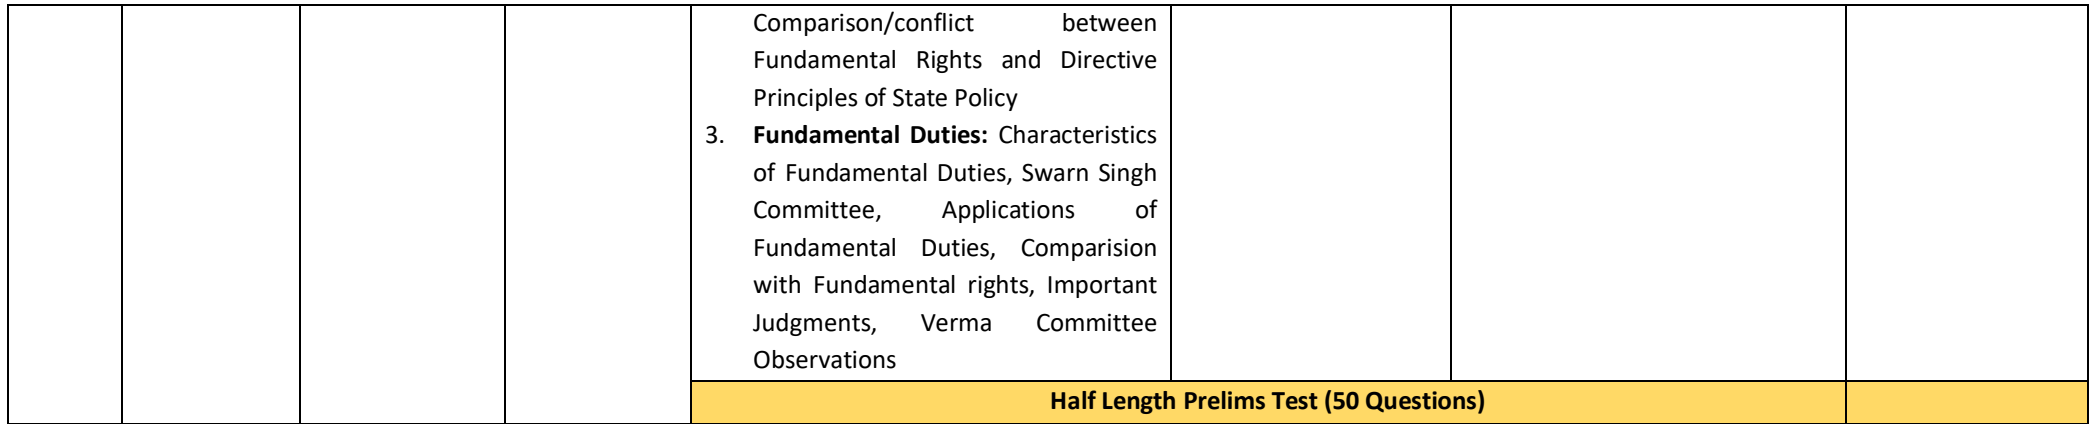 Comparison/conflict between
Fundamental Rights and Directive
Principles of State Policy
3. Fundamental Duties: Characteristics
of Fundamental Duties, Swarn Singh
Committee, Applications of
Fundamental Duties, Comparision
with Fundamental rights, Important
Judgments, Verma Committee
Observations
Half Length Prelims Test (50 Questions)